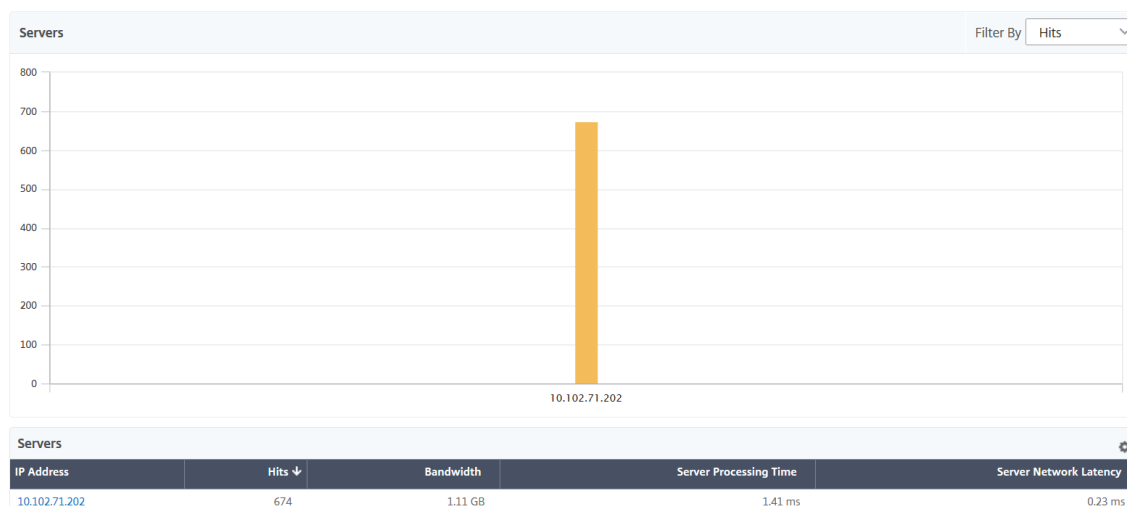 Servers Filter By Hits
800
700
600
500
400
300
200
100
0
10.102.71.202
Servers
IP Address Hits ↓ Bandwidth Server Processing Time Server Network Latency
10.102.71.202 674 1.11 GB 1.41 ms 0.23 ms